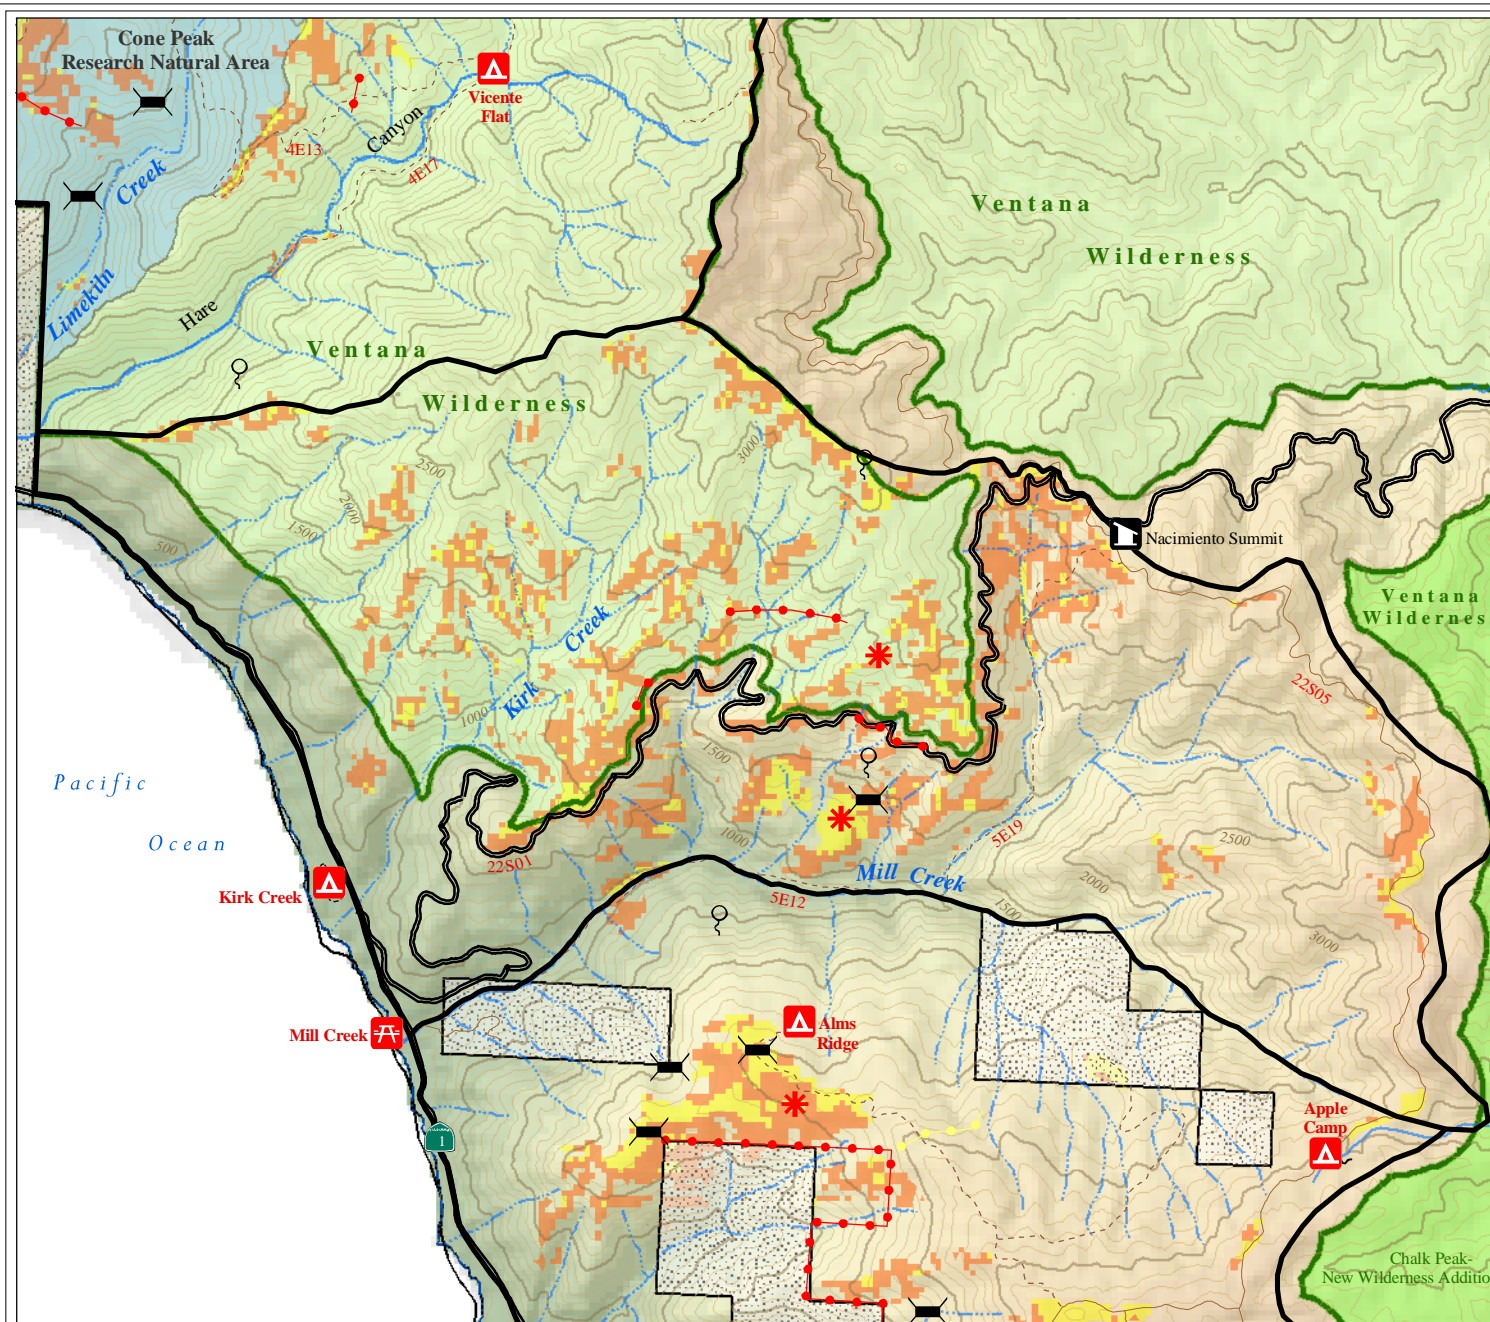 Cone Peak
Research Natural Area
Vicente
Flat
Canyon
4E13
4E17
Creek
Limekiln
Hare
Ventana
Wilderness
Ventana
Wilderness
3000
2500
2000
1500
500
Nacimiento Summit
Ventana
Wildernes
Creek
Kirk
1000
22S05
Pacific
Ocean
1500
1000
5E19
2500
22S01
Mill Creek
2000
Kirk Creek
5E12
1500
3000
Alms
Ridge
Mill Creek
Apple
Camp
1
Chalk Peak-
New Wilderness Additio